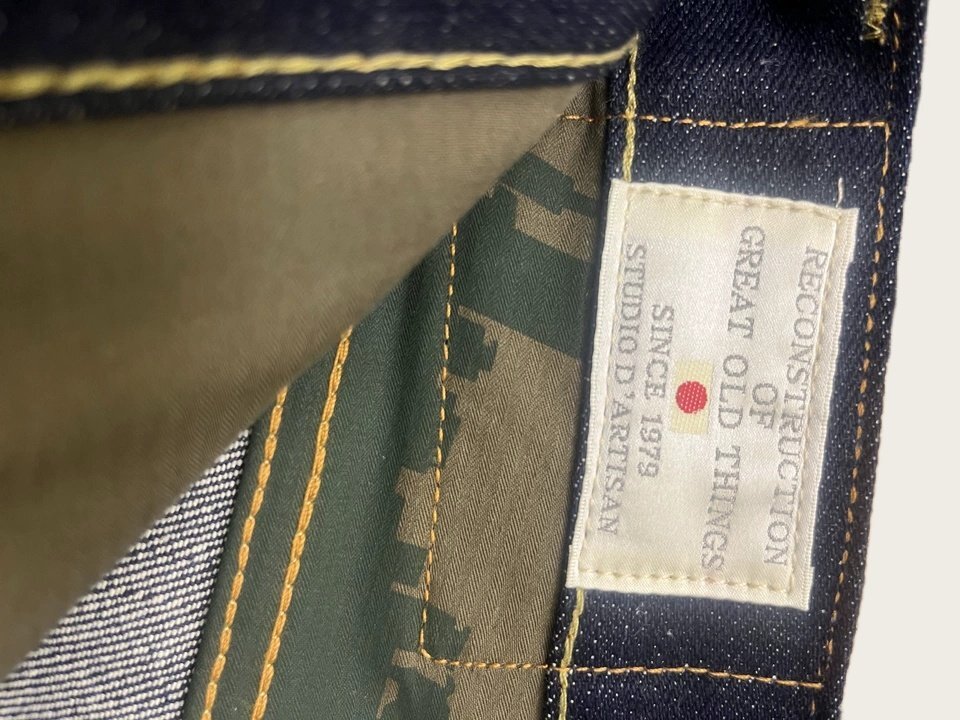 RECONSTRUCTION
OF
GREAT OLD THINGS
SINCE 1979
STUDIO D'ARTISAN